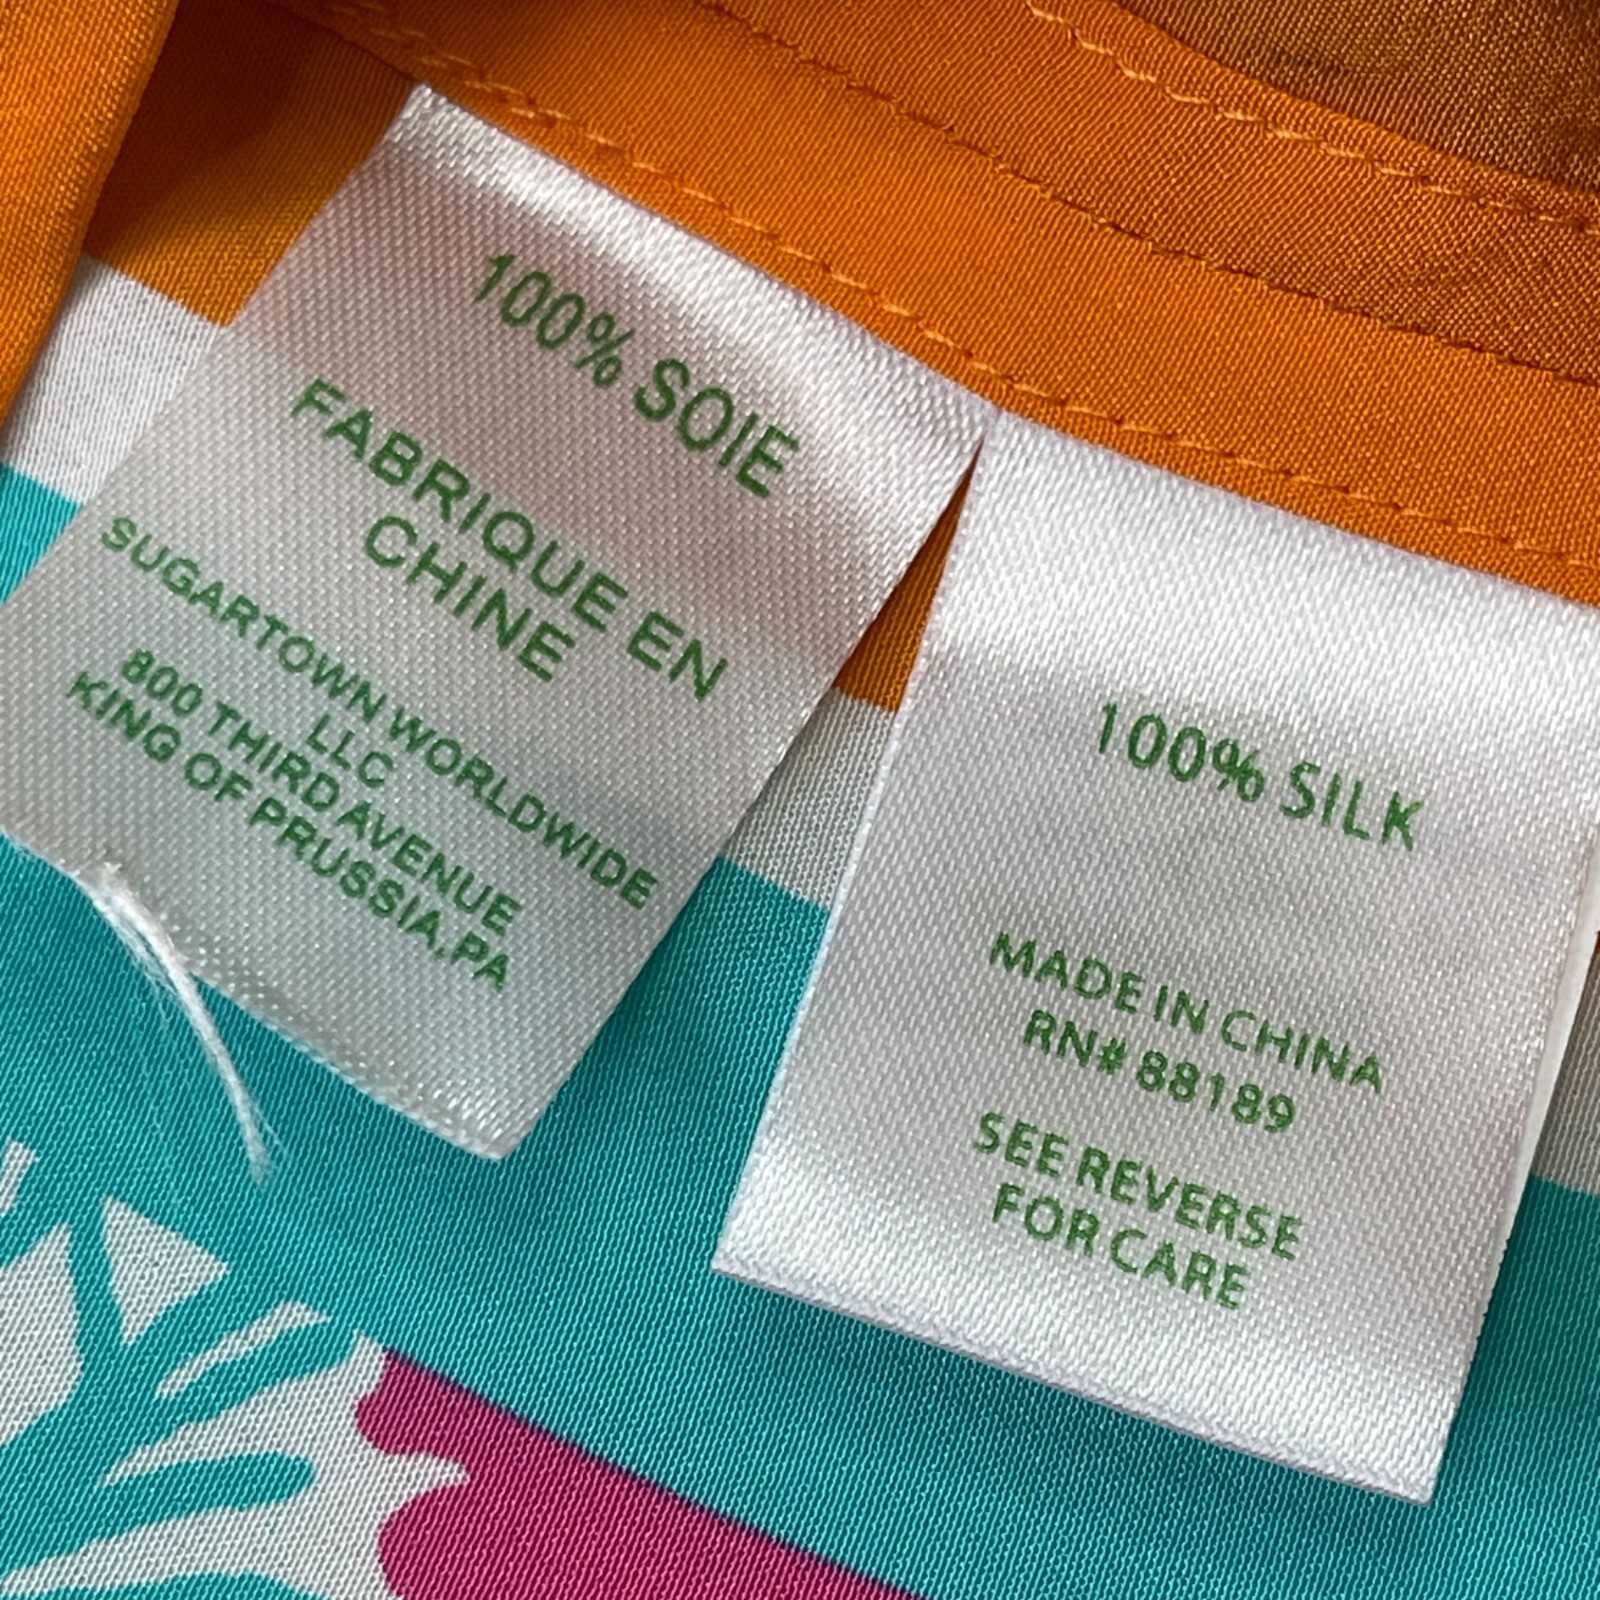 100% SOIE
FABRIQUE EN
CHINE
SUGARTOWN WORLDWIDE
LLC
800 THIRD AVENUE
KING OF PRUSSIA,PA
100% SILK
MADE IN CHINA
RN# 88189
SEE REVERSE
FOR CARE